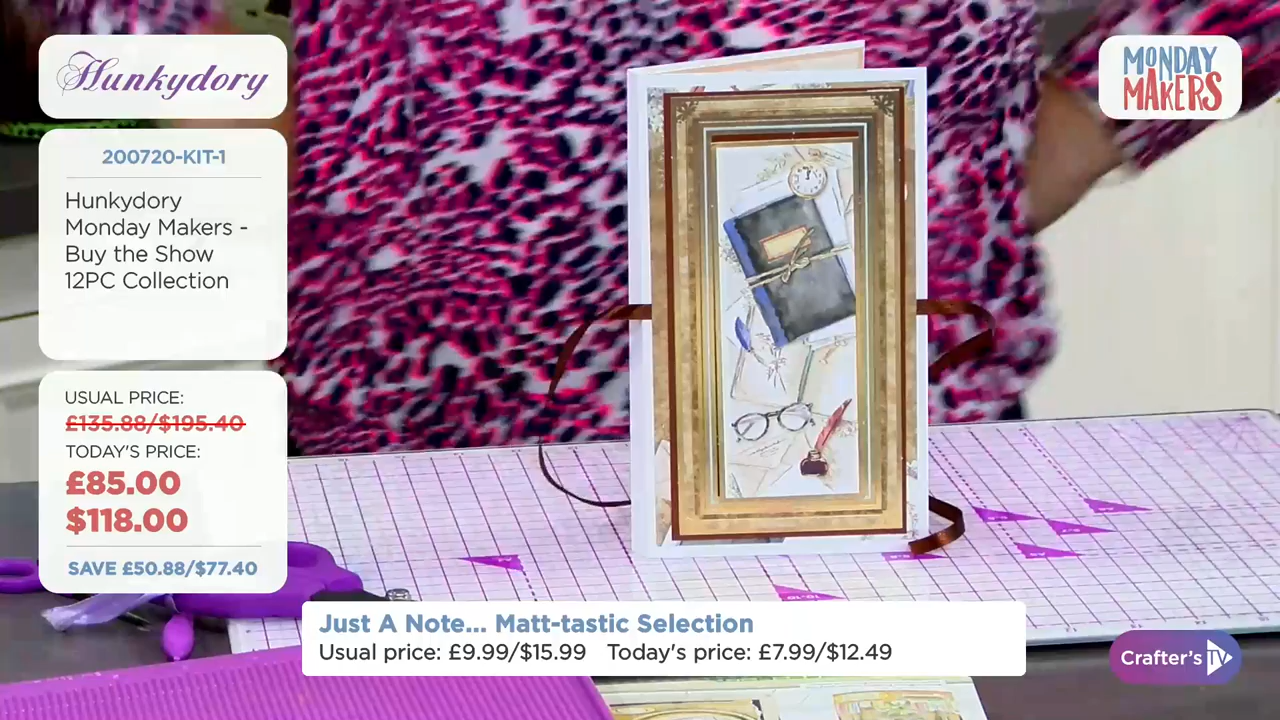 Hunkydory
MONDAY
MAKERS
200720-KIT-1
Hunkydory
Monday Makers -
Buy the Show
12PC Collection
USUAL PRICE:
£135.88/$195.40
TODAY'S PRICE:
£85.00
$118.00
SAVE £50.88/$77.40
Just A Note... Matt-tastic Selection
Usual price: £9.99/$15.99 Today's price: £7.99/$12.49
Crafter's TV